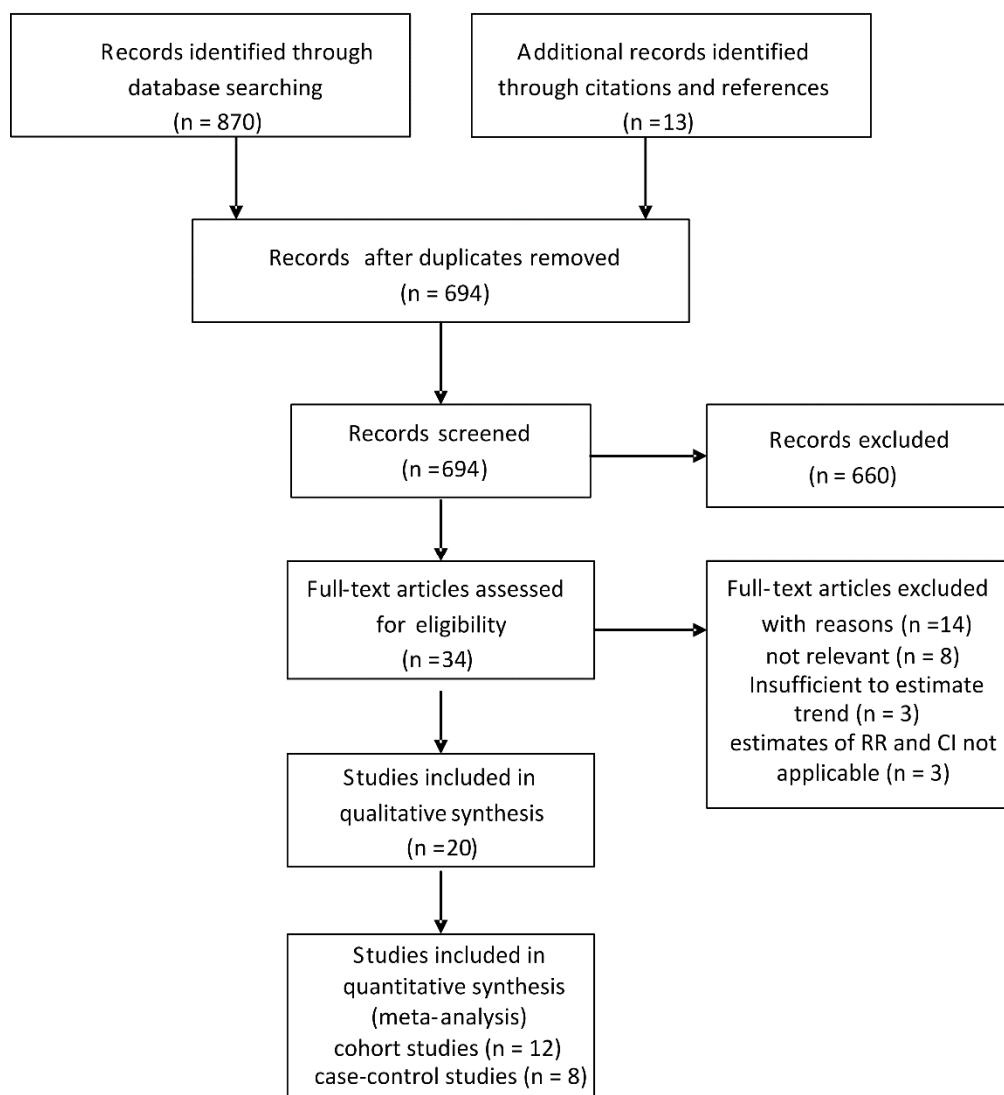 Records identified through
database searching
(n = 870)
Additional records identified
through citations and references
(n =13)
Records after duplicates removed
(n = 694)
Records screened
(n =694)
Records excluded
(n = 660)
Full-text articles assessed
for eligibility
(n =34)
Full-text articles excluded
with reasons (n =14)
not relevant (n = 8)
Insufficient to estimate
trend (n = 3)
estimates of RR and CI not
applicable (n = 3)
Studies included in
qualitative synthesis
(n =20)
Studies included in
quantitative synthesis
(meta-analysis)
cohort studies (n = 12)
case-control studies (n = 8)